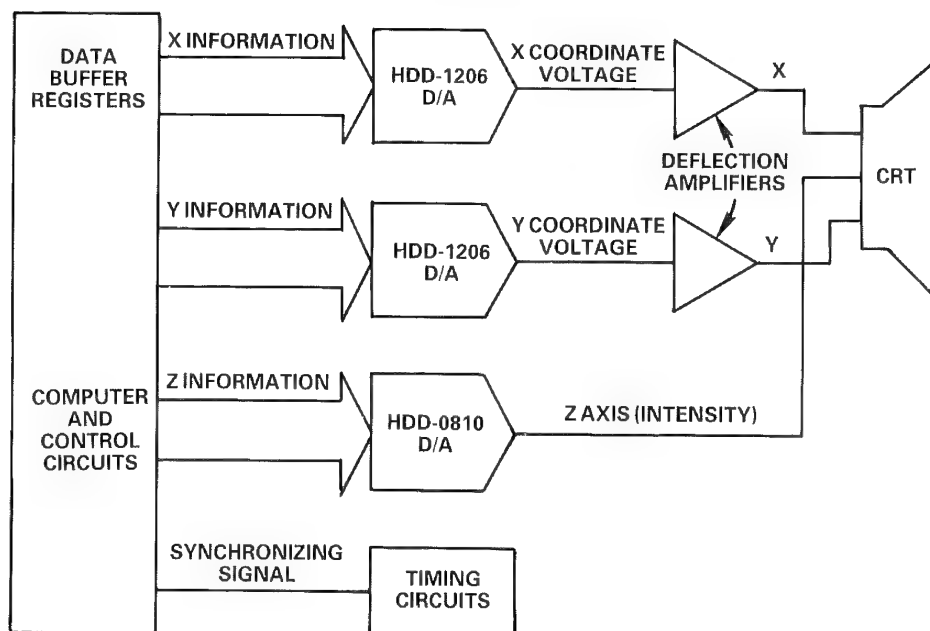 DATA
BUFFER
REGISTERS
X INFORMATION
HDD-1206
D/A
X COORDINATE
VOLTAGE
X
DEFLECTION
AMPLIFIERS
CRT
Y INFORMATION
HDD-1206
D/A
Y COORDINATE
VOLTAGE
Y
COMPUTER
AND
CONTROL
CIRCUITS
Z INFORMATION
HDD-0810
D/A
Z AXIS (INTENSITY)
SYNCHRONIZING
SIGNAL
TIMING
CIRCUITS